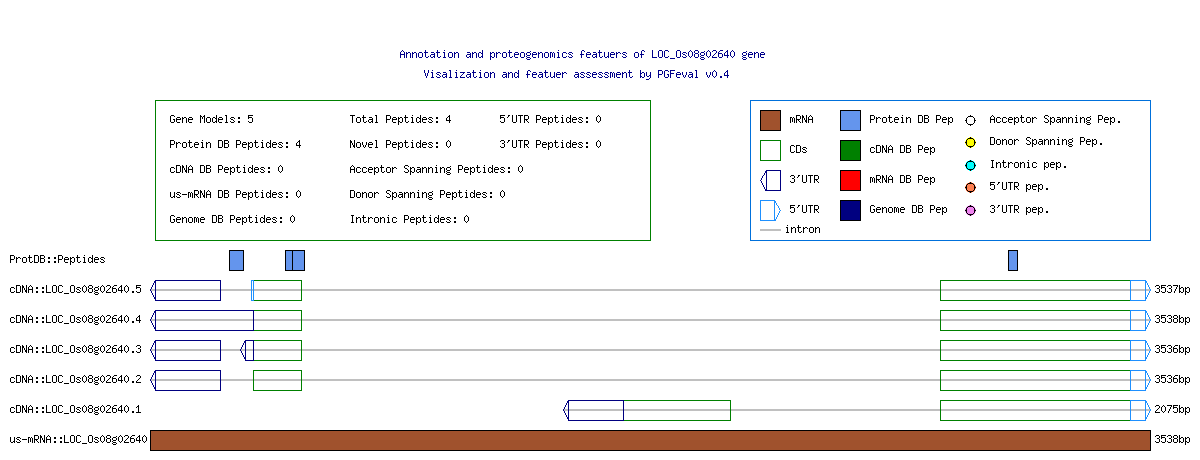 Annotation and proteogenomics featuers of LOC_Os08g02640 gene
Visalization and featuer assessment by PGFeval v0.4
Gene Models: 5 Total Peptides: 4 5'UTR Peptides: 0
Protein DB Peptides: 4 Novel Peptides: 0 3'UTR Peptides: 0
cDNA DB Peptides: 0 Acceptor Spanning Peptides: 0
us-mRNA DB Peptides: 0 Donor Spanning Peptides: 0
Genome DB Peptides: 0 Intronic Peptides: 0
mRNA Protein DB Pep Acceptor Spanning Pep.
CDs cDNA DB Pep Donor Spanning Pep.
3'UTR mRNA DB Pep Intronic pep.
5'UTR Genome DB Pep 5'UTR pep.
intron 3'UTR pep.
ProtDB::Peptides
cDNA::LOC_Os08g02640.5 3537bp
cDNA::LOC_Os08g02640.4 3538bp
cDNA::LOC_Os08g02640.3 3536bp
cDNA::LOC_Os08g02640.2 3536bp
cDNA::LOC_Os08g02640.1 2075bp
us-mRNA::LOC_Os08g02640 3538bp